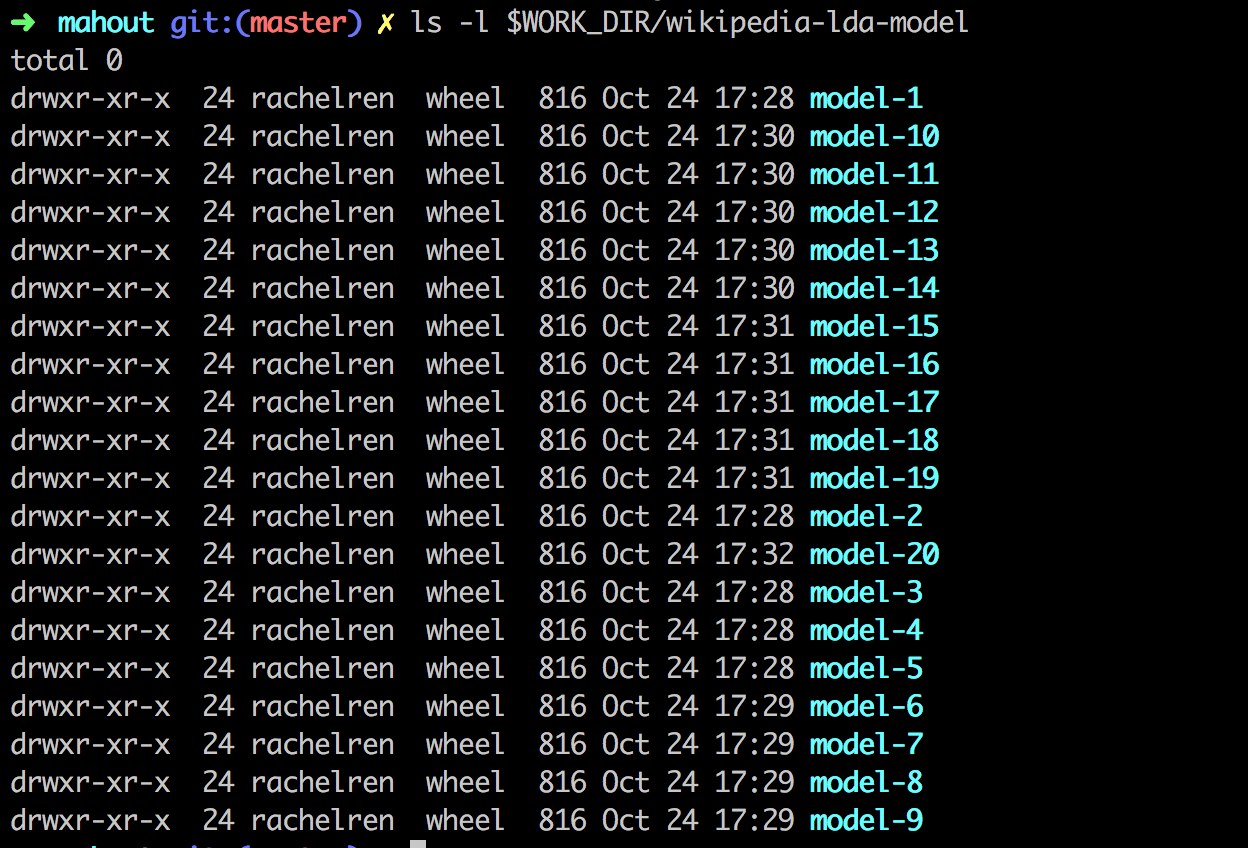 ➜ mahout git:(master) ✗ ls -l $WORK_DIR/wikipedia-lda-model
total 0
drwxr-xr-x  24 rachelren  wheel  816 Oct 24 17:28 model-1
drwxr-xr-x  24 rachelren  wheel  816 Oct 24 17:30 model-10
drwxr-xr-x  24 rachelren  wheel  816 Oct 24 17:30 model-11
drwxr-xr-x  24 rachelren  wheel  816 Oct 24 17:30 model-12
drwxr-xr-x  24 rachelren  wheel  816 Oct 24 17:30 model-13
drwxr-xr-x  24 rachelren  wheel  816 Oct 24 17:30 model-14
drwxr-xr-x  24 rachelren  wheel  816 Oct 24 17:31 model-15
drwxr-xr-x  24 rachelren  wheel  816 Oct 24 17:31 model-16
drwxr-xr-x  24 rachelren  wheel  816 Oct 24 17:31 model-17
drwxr-xr-x  24 rachelren  wheel  816 Oct 24 17:31 model-18
drwxr-xr-x  24 rachelren  wheel  816 Oct 24 17:31 model-19
drwxr-xr-x  24 rachelren  wheel  816 Oct 24 17:28 model-2
drwxr-xr-x  24 rachelren  wheel  816 Oct 24 17:32 model-20
drwxr-xr-x  24 rachelren  wheel  816 Oct 24 17:28 model-3
drwxr-xr-x  24 rachelren  wheel  816 Oct 24 17:28 model-4
drwxr-xr-x  24 rachelren  wheel  816 Oct 24 17:28 model-5
drwxr-xr-x  24 rachelren  wheel  816 Oct 24 17:29 model-6
drwxr-xr-x  24 rachelren  wheel  816 Oct 24 17:29 model-7
drwxr-xr-x  24 rachelren  wheel  816 Oct 24 17:29 model-8
drwxr-xr-x  24 rachelren  wheel  816 Oct 24 17:29 model-9